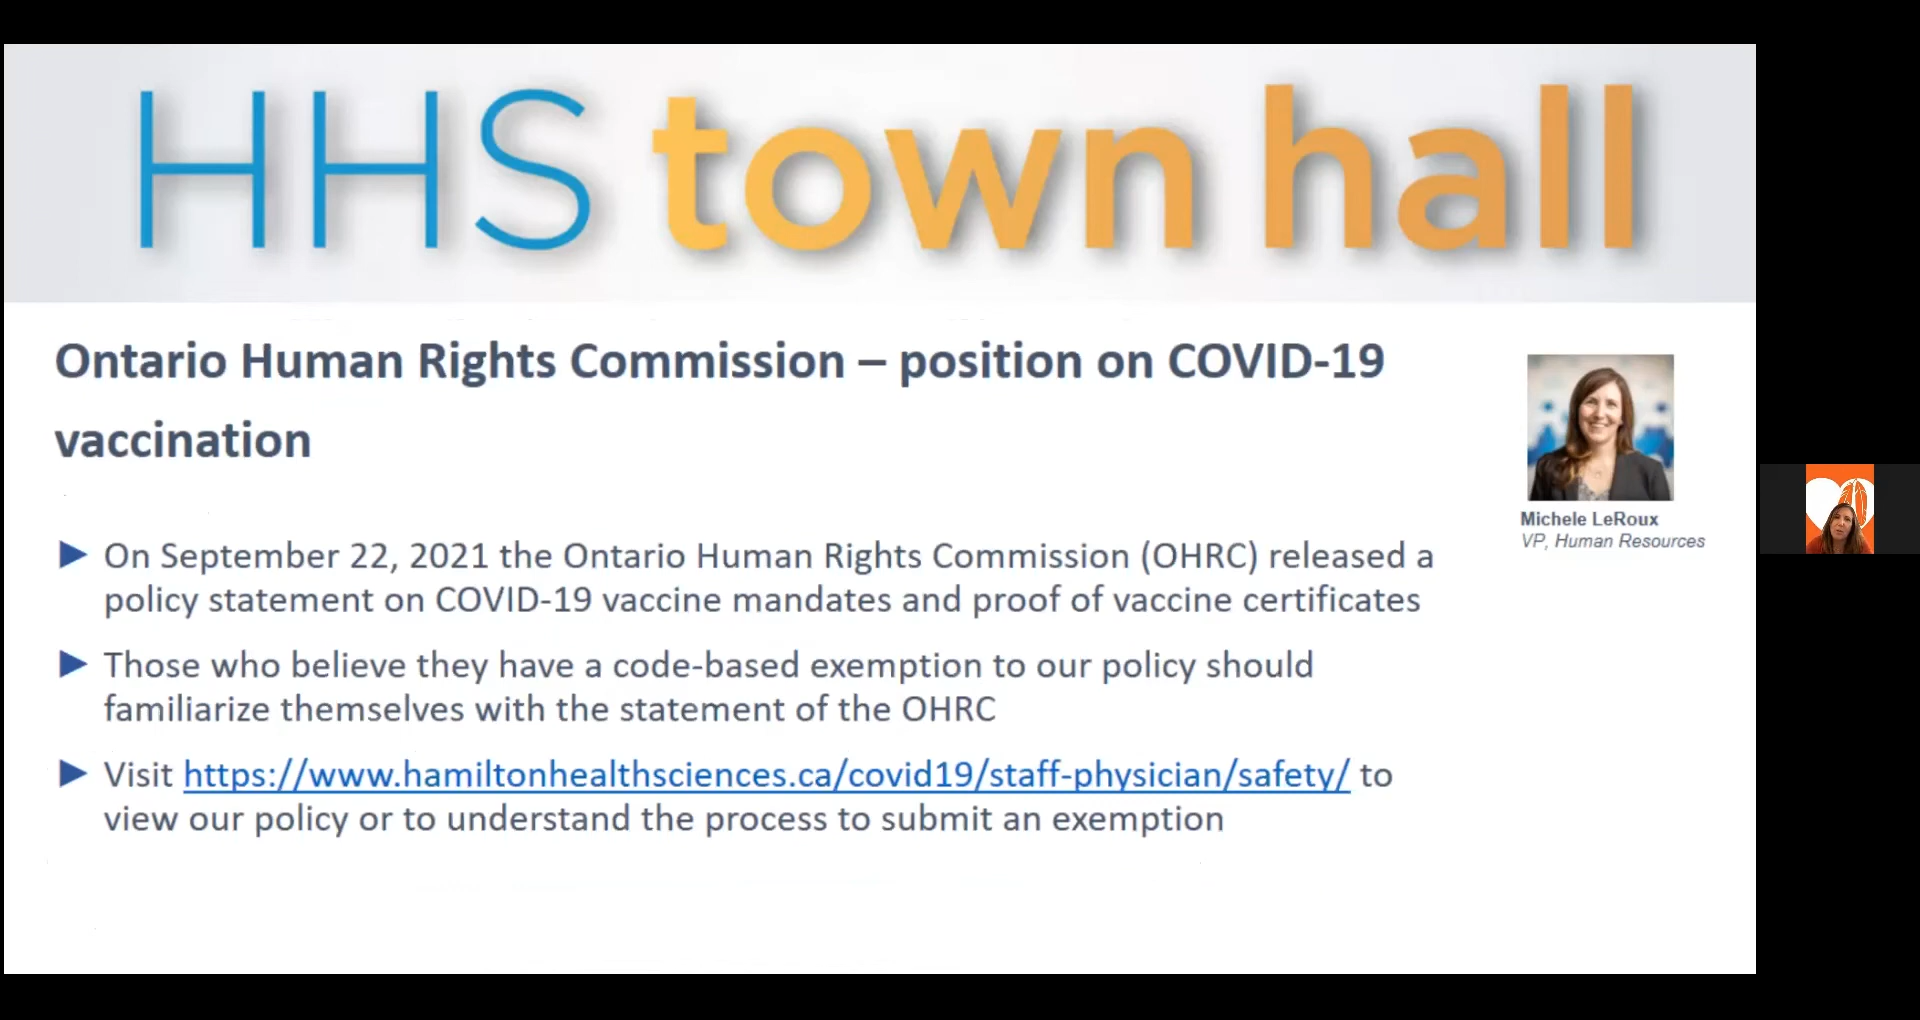 HHS town hall
Ontario Human Rights Commission – position on COVID-19
vaccination
Michele LeRoux
VP, Human Resources
► On September 22, 2021 the Ontario Human Rights Commission (OHRC) released a
policy statement on COVID-19 vaccine mandates and proof of vaccine certificates
► Those who believe they have a code-based exemption to our policy should
familiarize themselves with the statement of the OHRC
► Visit https://www.hamiltonhealthsciences.ca/covid19/staff-physician/safety/ to
view our policy or to understand the process to submit an exemption